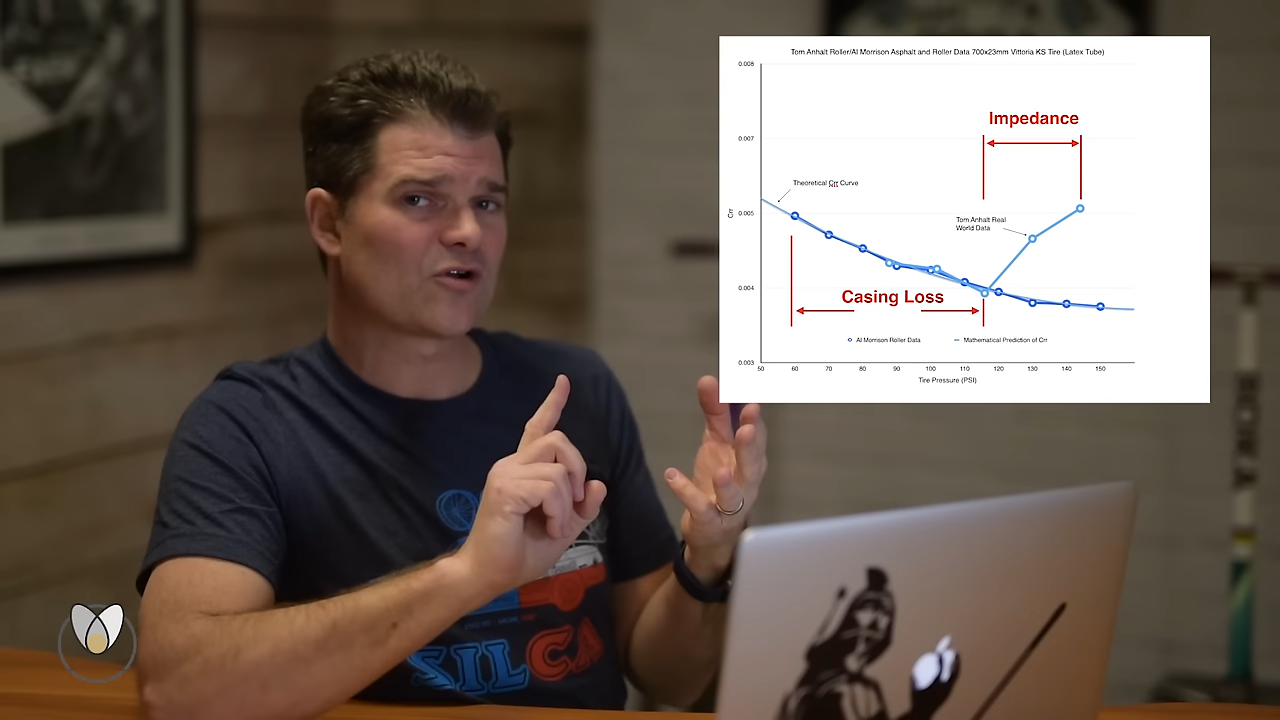 Tom Anhalt Roller/Al Morrison Asphalt and Roller Data 700x23mm Vittoria KS Tire (Latex Tube)
0.008
0.007
0.005
0.004
0.003
Crr
Impedance
Theoretical Crr Curve
Tom Anhalt Real
World Data
Casing Loss
Al Morrison Roller Data
Mathematical Prediction of Crr
50 60 70 80 90 100 110 120 130 140 150
Tire Pressure (PSI)
SILCA